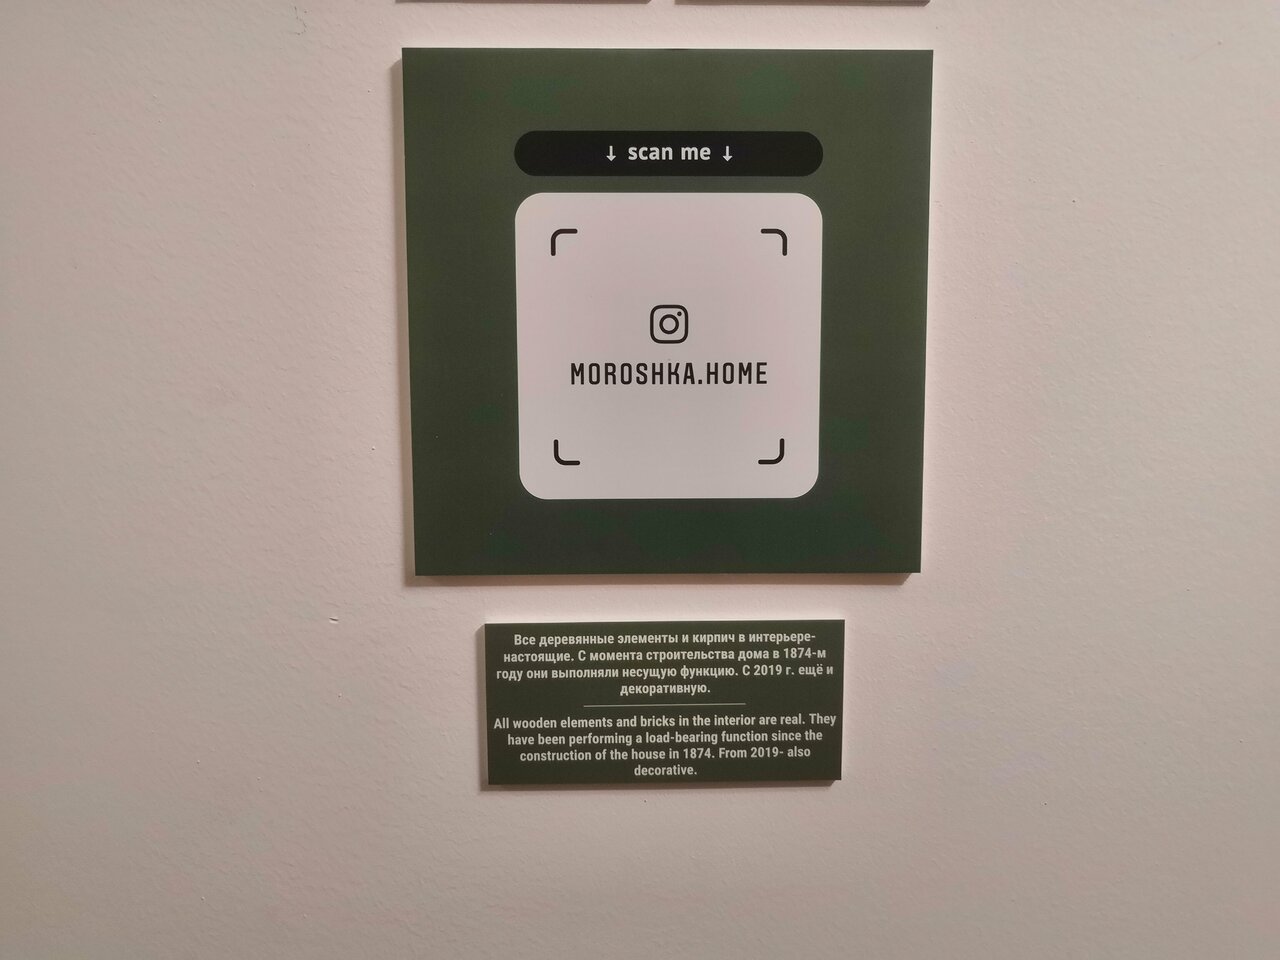 ↓ scan me ↓
MOROSHKA.HOME
Все деревянные элементы и кирпич в интерьере-
настоящие. С момента строительства дома в 1874-м
году они выполняли несущую функцию. С 2019 г. ещё и
декоративную.
All wooden elements and bricks in the interior are real. They
have been performing a load-bearing function since the
construction of the house in 1874. From 2019- also
decorative.